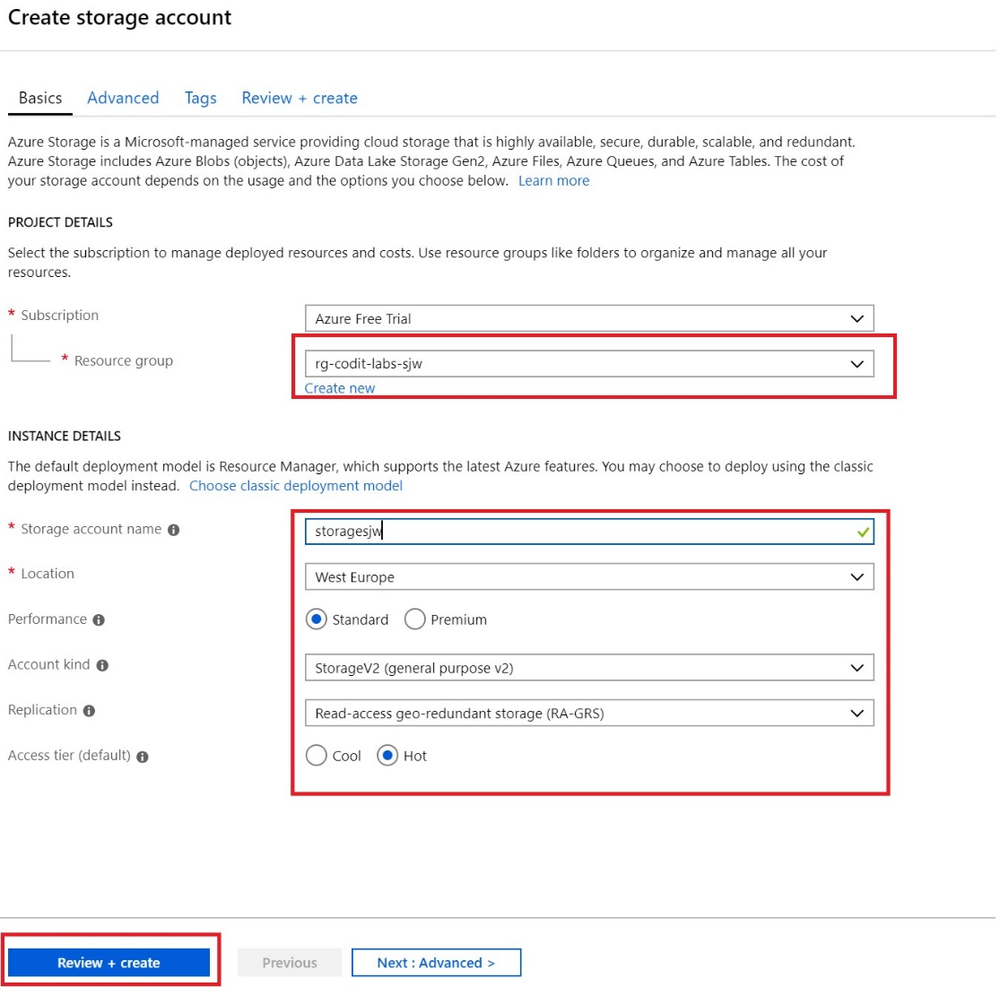 Create storage account
Basics Advanced Tags Review + create
Azure Storage is a Microsoft-managed service providing cloud storage that is highly available, secure, durable, scalable, and redundant.
Azure Storage includes Azure Blobs (objects), Azure Data Lake Storage Gen2, Azure Files, Azure Queues, and Azure Tables. The cost of
your storage account depends on the usage and the options you choose below. Learn more
PROJECT DETAILS
Select the subscription to manage deployed resources and costs. Use resource groups like folders to organize and manage all your
resources.
* Subscription Azure Free Trial
* Resource group rg-codit-labs-sjw
Create new
INSTANCE DETAILS
The default deployment model is Resource Manager, which supports the latest Azure features. You may choose to deploy using the classic
deployment model instead. Choose classic deployment model
* Storage account name storagesjw
* Location West Europe
Performance Standard Premium
Account kind StorageV2 (general purpose v2)
Replication Read-access geo-redundant storage (RA-GRS)
Access tier (default) Cool Hot
Review + create Previous Next : Advanced >